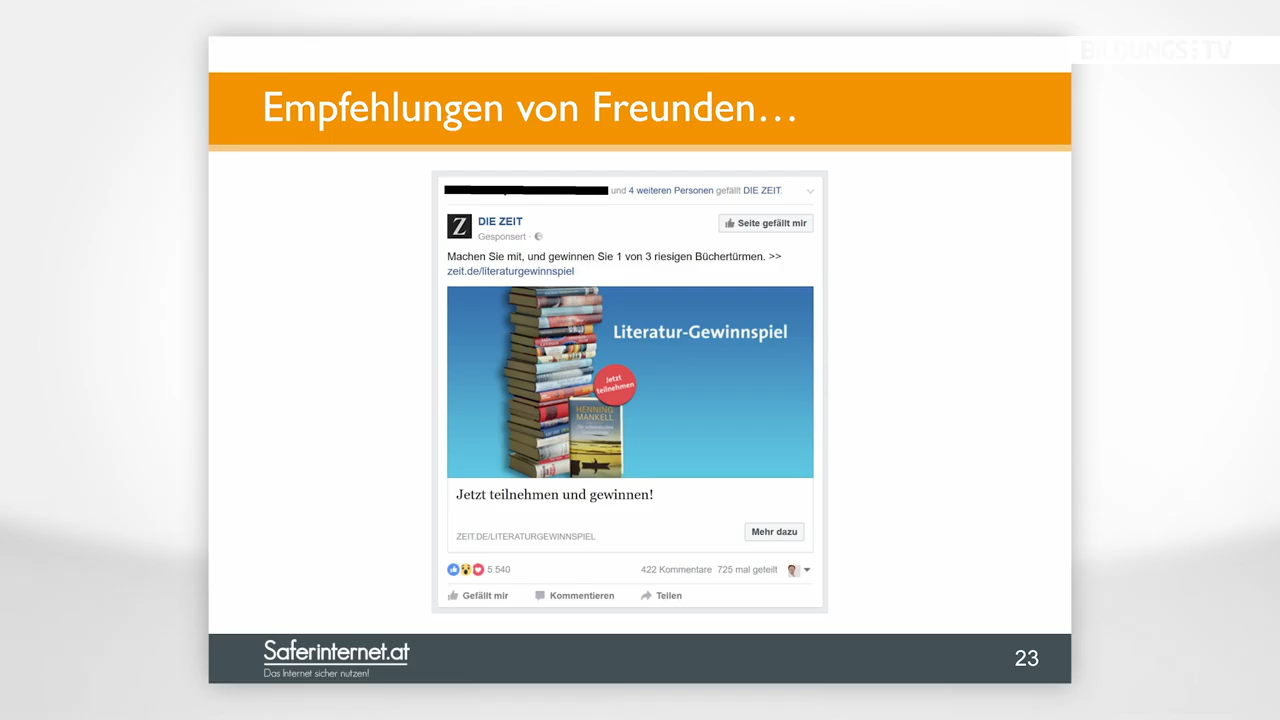 BILDUNGS:TV
Empfehlungen von Freunden...
und 4 weiteren Personen gefällt DIE ZEIT.
Z DIE ZEIT
Seite gefällt mir
Gesponsert ·
Machen Sie mit, und gewinnen Sie 1 von 3 riesigen Büchertürmen. >>
zeit.de/literaturgewinnspiel
Literatur-Gewinnspiel
Jetzt
teilnehmen
HENNING
MANKELL
Jetzt teilnehmen und gewinnen!
Mehr dazu
ZEIT.DE/LITERATURGEWINNSPIEL
5.540 422 Kommentare 725 mal geteilt
Gefällt mir Kommentieren Teilen
Saferinternet.at
Das Internet sicher nutzen!
23